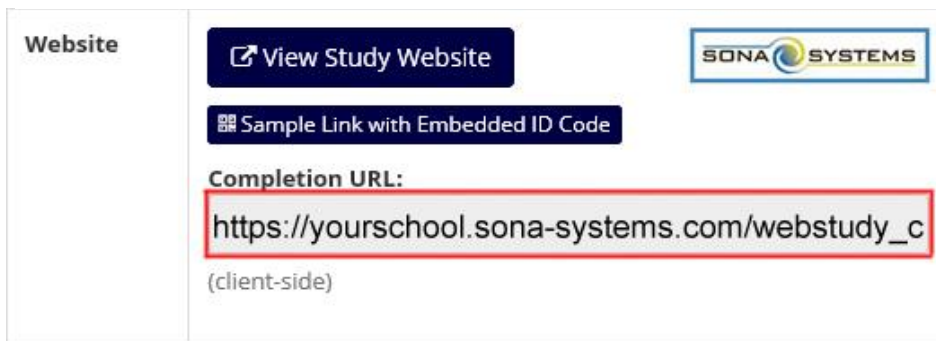 Website
View Study Website
SONA SYSTEMS
Sample Link with Embedded ID Code
Completion URL:
https://yourschool.sona-systems.com/webstudy_c
(client-side)